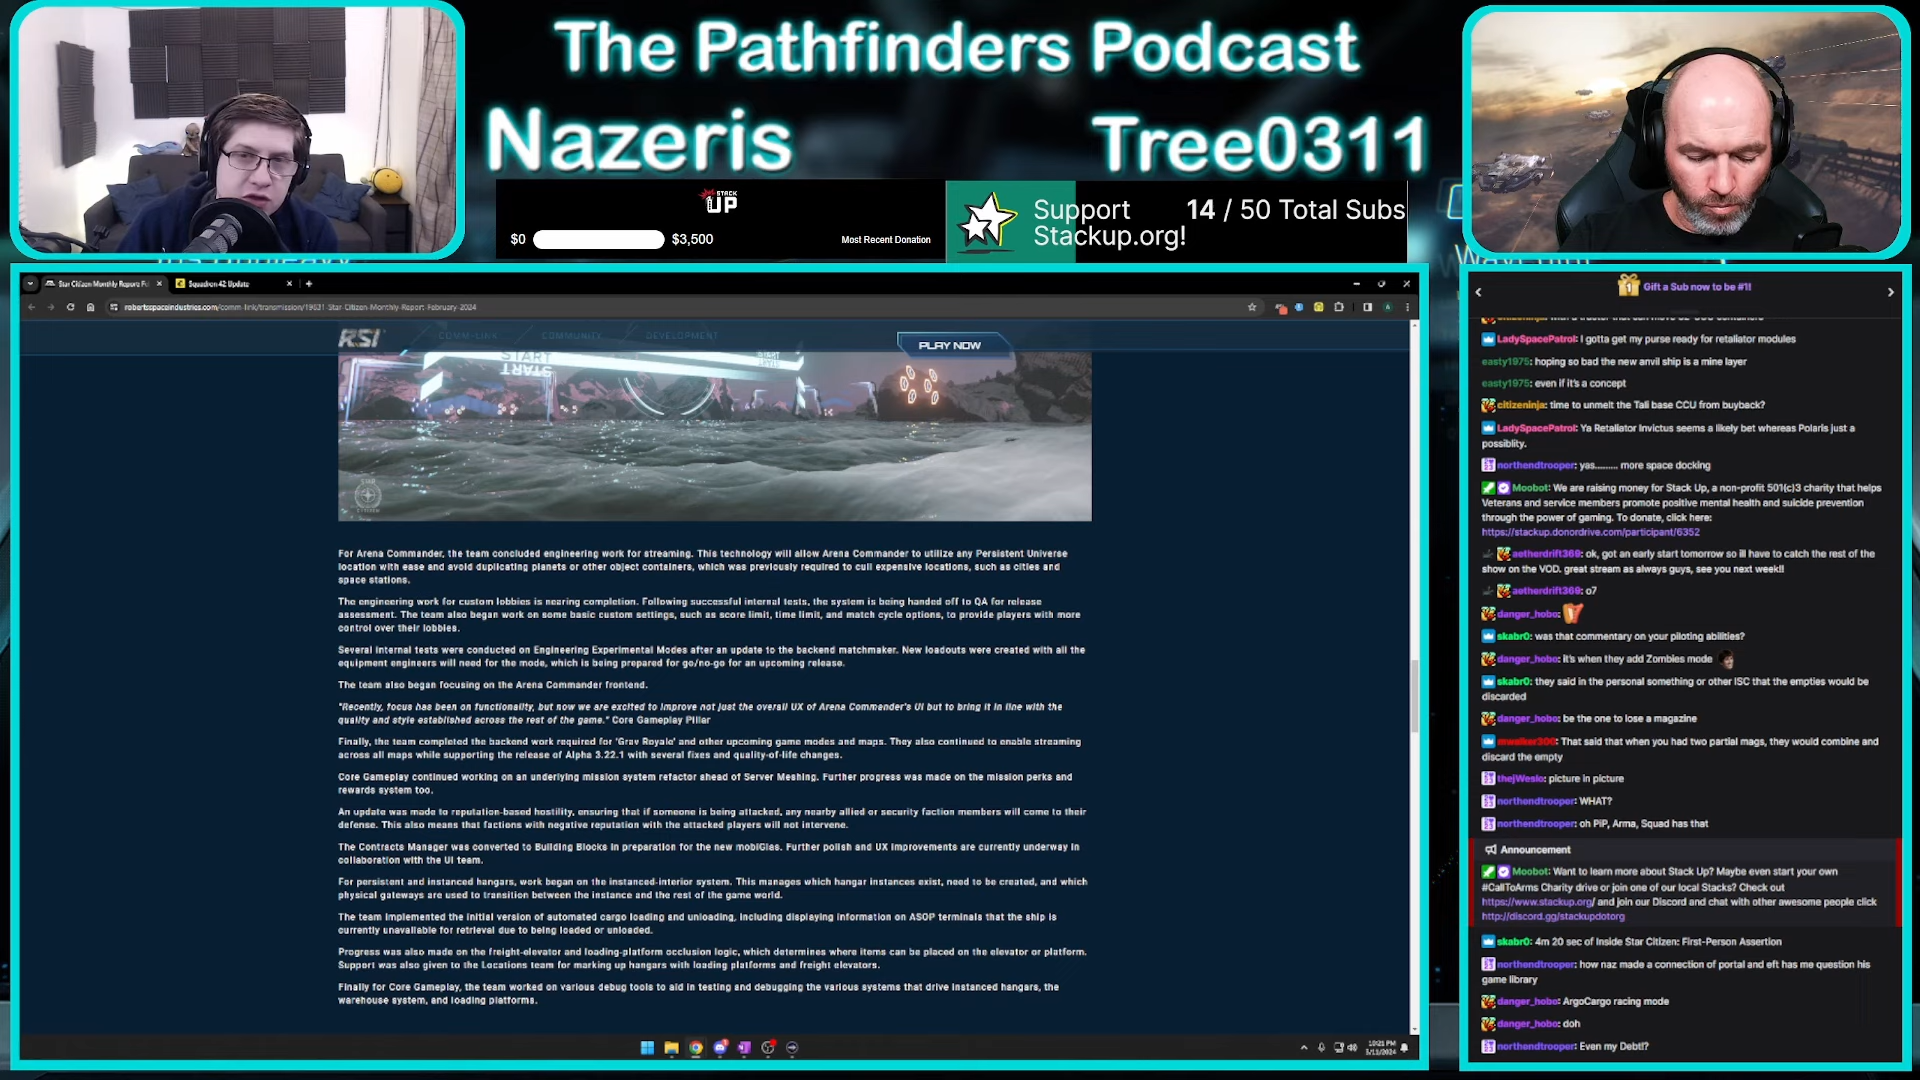 The Pathfinders Podcast
Nazeris
Tree0311
STACK
UP
$0
$3,500
Most Recent Donation
Support
Stackup.org!
14 / 50 Total Subs
Star Citizen Monthly Report: Fe
Squadron 42 Update
robertsspaceindustries.com/comm-link/transmission/19831-Star-Citizen-Monthly-Report-February-2024
RSI
COMM-LINK
COMMUNITY
DEVELOPMENT
PLAY NOW
START
START
For Arena Commander, the team concluded engineering work for streaming. This technology will allow Arena Commander to utilize any Persistent Universe
location with ease and avoid duplicating planets or other object containers, which was previously required to cull expensive locations, such as cities and
space stations.
The engineering work for custom lobbies is nearing completion. Following successful internal tests, the system is being handed off to QA for release
assessment. The team also began work on some basic custom settings, such as score limit, time limit, and match cycle options, to provide players with more
control over their lobbies.
Several internal tests were conducted on Engineering Experimental Modes after an update to the backend matchmaker. New loadouts were created with all the
equipment engineers will need for the mode, which is being prepared for go/no-go for an upcoming release.
The team also began focusing on the Arena Commander frontend.
"Recently, focus has been on functionality, but now we are excited to improve not just the overall UX of Arena Commander's UI but to bring it in line with the
quality and style established across the rest of the game." Core Gameplay Pillar
Finally, the team completed the backend work required for 'Grav Royale' and other upcoming game modes and maps. They also continued to enable streaming
across all maps while supporting the release of Alpha 3.22.1 with several fixes and quality-of-life changes.
Core Gameplay continued working on an underlying mission system refactor ahead of Server Meshing. Further progress was made on the mission perks and
rewards system too.
An update was made to reputation-based hostility, ensuring that if someone is being attacked, any nearby allied or security faction members will come to their
defense. This also means that factions with negative reputation with the attacked players will not intervene.
The Contracts Manager was converted to Building Blocks in preparation for the new mobiGlas. Further polish and UX improvements are currently underway in
collaboration with the UI team.
For persistent and instanced hangars, work began on the instanced-interior system. This manages which hangar instances exist, need to be created, and which
physical gateways are used to transition between the instance and the rest of the game world.
The team implemented the initial version of automated cargo loading and unloading, including displaying information on ASOP terminals that the ship is
currently unavailable for retrieval due to being loaded or unloaded.
Progress was also made on the freight-elevator and loading-platform occlusion logic, which determines where items can be placed on the elevator or platform.
Support was also given to the Locations team for marking up hangars with loading platforms and freight elevators.
Finally for Core Gameplay, the team worked on various debug tools to aid in testing and debugging the various systems that drive instanced hangars, the
warehouse system, and loading platforms.
10:21 PM
3/13/2024
Gift a Sub now to be #1!
LadySpacePatrol: I gotta get my purse ready for retaliator modules
easty1975: hoping so bad the new anvil ship is a mine layer
easty1975: even if it's a concept
citizeninja: time to unmelt the Tali base CCU from buyback?
LadySpacePatrol: Ya Retaliator Invictus seems a likely bet whereas Polaris just a
possiblity.
northendtrooper: yas......... more space docking
Moobot: We are raising money for Stack Up, a non-profit 501(c)3 charity that helps
Veterans and service members promote positive mental health and suicide prevention
through the power of gaming. To donate, click here:
https://stackup.donordrive.com/participant/6352
aetherdrift369: ok, got an early start tomorrow so ill have to catch the rest of the
show on the VOD. great stream as always guys, see you next week!!
aetherdrift369: o7
danger_hobo:
skabr0: was that commentary on your piloting abilities?
danger_hobo: It's when they add Zombies mode
skabr0: they said in the personal something or other ISC that the empties would be
discarded
danger_hobo: be the one to lose a magazine
mwalker306: That said that when you had two partial mags, they would combine and
discard the empty
thejWeslo: picture in picture
northendtrooper: WHAT?
northendtrooper: oh PiP, Arma, Squad has that
Announcement
Moobot: Want to learn more about Stack Up? Maybe even start your own
#CallToArms Charity drive or join one of our local Stacks? Check out
https://www.stackup.org/ and join our Discord and chat with other awesome people click
http://discord.gg/stackupdotorg
skabr0: 4m 20 sec of Inside Star Citizen: First-Person Assertion
northendtrooper: how naz made a connection of portal and eft has me question his
game library
danger_hobo: ArgoCargo racing mode
danger_hobo: doh
northendtrooper: Even my Debt!?